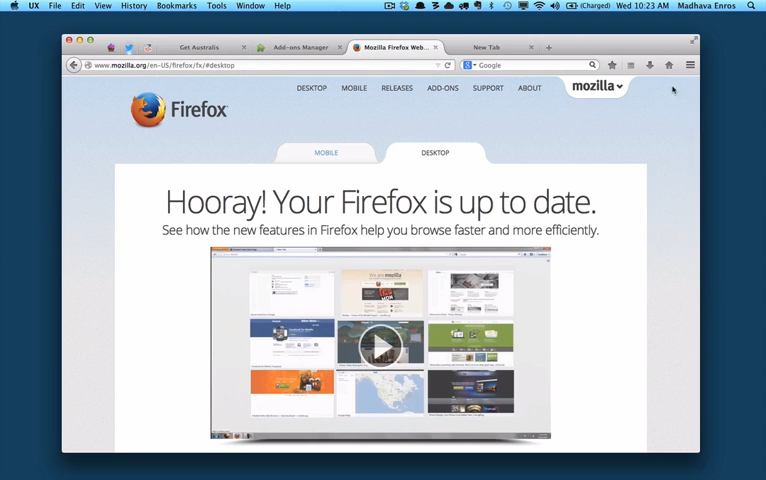 UX File Edit View History Bookmarks Tools Window Help (Charged) Wed 10:23 AM Madhava Enros
Get Australis Add-ons Manager Mozilla Firefox Web... New Tab
www.mozilla.org/en-US/firefox/fx/#desktop Google
DESKTOP MOBILE RELEASES ADD-ONS SUPPORT ABOUT mozilla
Firefox
MOBILE DESKTOP
Hooray! Your Firefox is up to date.
See how the new features in Firefox help you browse faster and more efficiently.
We are mozilla